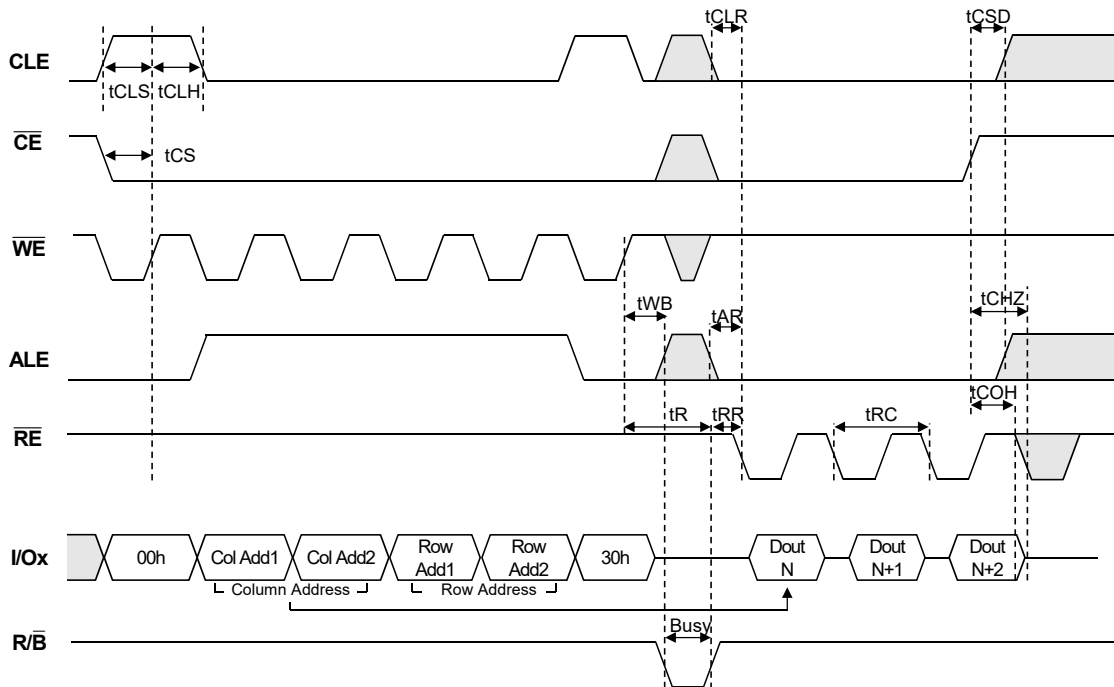 tCLR
tCSD
CLE
tCLS
tCLH
CE
tCS
WE
tWB
tAR
tCHZ
ALE
tCOH
tR
tRR
tRC
RE
I/Ox
00h
Col Add1
Col Add2
Row
Add1
Row
Add2
30h
Dout
N
Dout
N+1
Dout
N+2
Column Address
Row Address
R/B
Busy